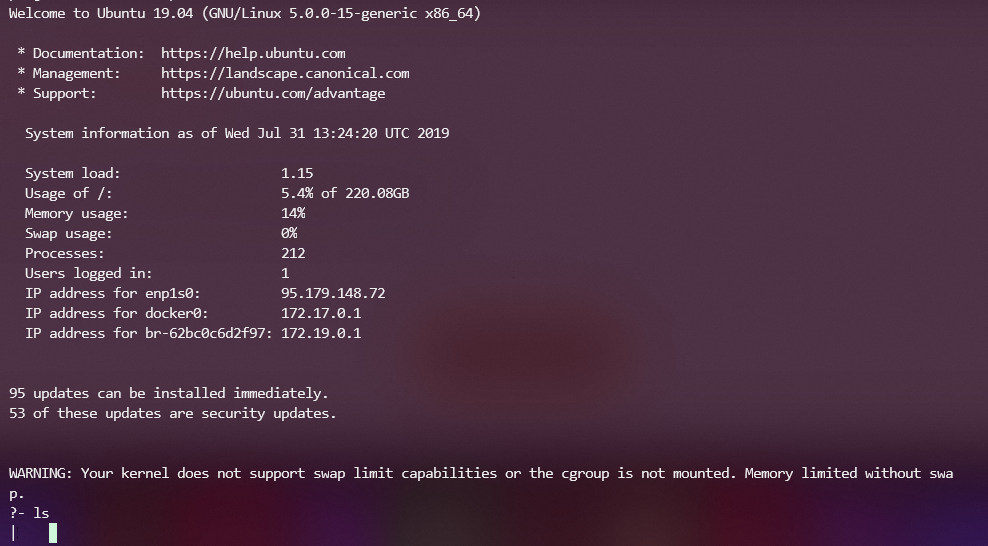 Welcome to Ubuntu 19.04 (GNU/Linux 5.0.0-15-generic x86_64)
* Documentation: https://help.ubuntu.com
* Management: https://landscape.canonical.com
* Support: https://ubuntu.com/advantage
System information as of Wed Jul 31 13:24:20 UTC 2019
System load: 1.15
Usage of /: 5.4% of 220.08GB
Memory usage: 14%
Swap usage: 0%
Processes: 212
Users logged in: 1
IP address for enp1s0: 95.179.148.72
IP address for docker0: 172.17.0.1
IP address for br-62bc0c6d2f97: 172.19.0.1
95 updates can be installed immediately.
53 of these updates are security updates.
WARNING: Your kernel does not support swap limit capabilities or the cgroup is not mounted. Memory limited without swa
p.
?- ls
|